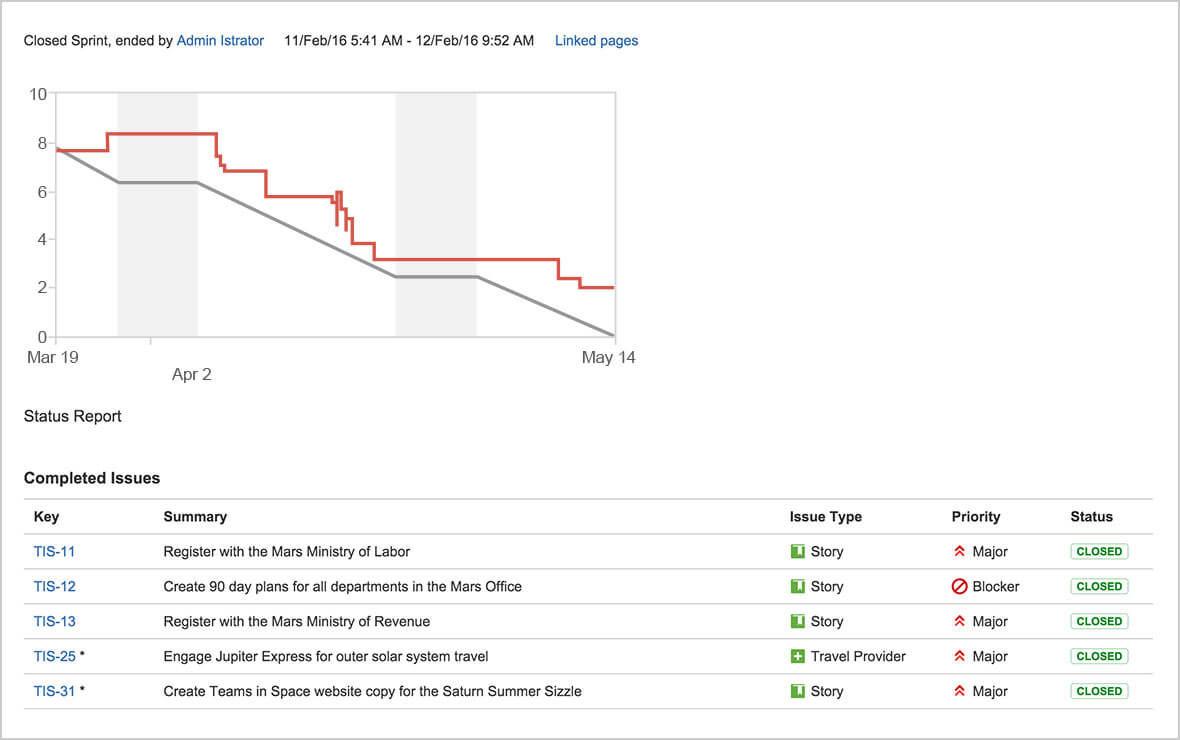 Closed Sprint, ended by Admin Istrator 11/Feb/16 5:41 AM - 12/Feb/16 9:52 AM Linked pages
10
8
6
4
2
0
Mar 19 May 14
Apr 2
Status Report
Completed Issues
Key Summary Issue Type Priority Status
TIS-11 Register with the Mars Ministry of Labor Story Major CLOSED
TIS-12 Create 90 day plans for all departments in the Mars Office Story Blocker CLOSED
TIS-13 Register with the Mars Ministry of Revenue Story Major CLOSED
TIS-25 * Engage Jupiter Express for outer solar system travel Travel Provider Major CLOSED
TIS-31 * Create Teams in Space website copy for the Saturn Summer Sizzle Story Major CLOSED